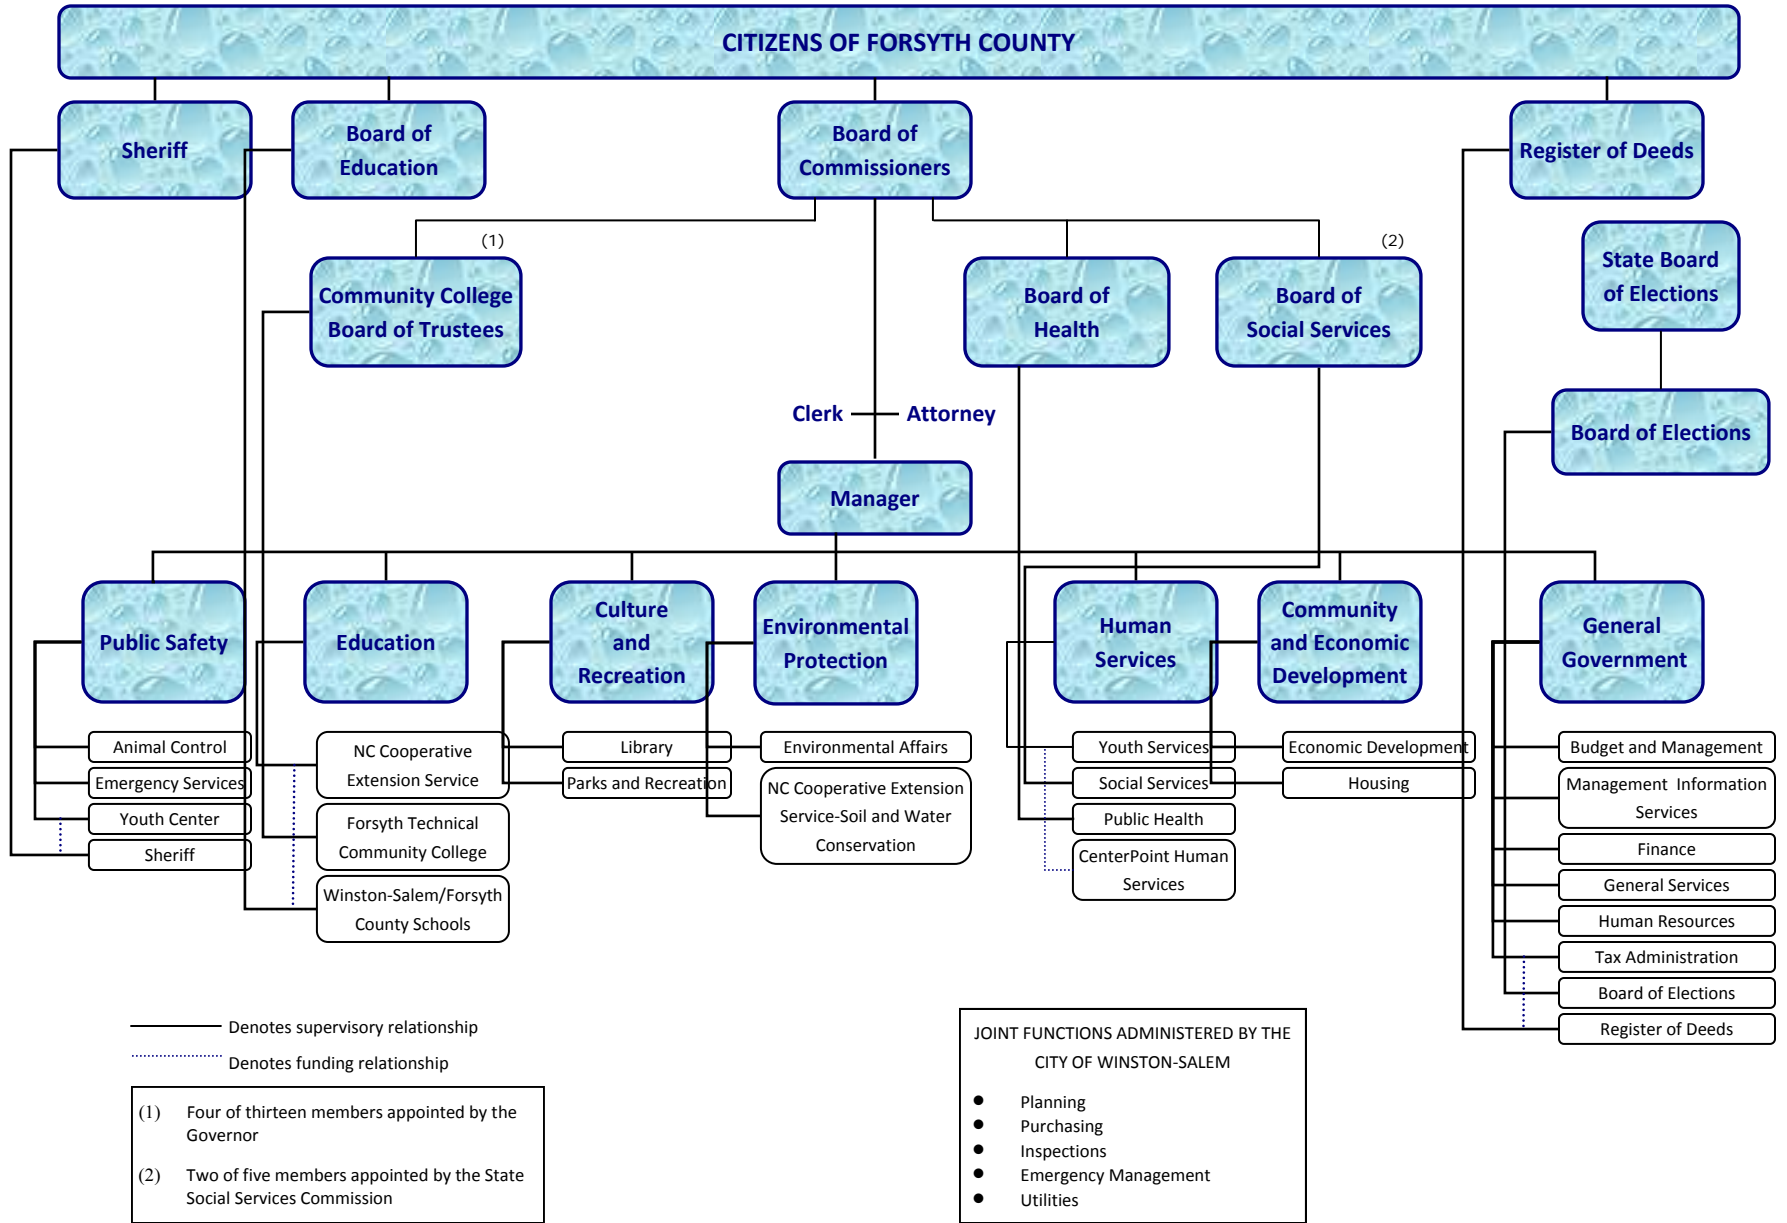 CITIZENS OF FORSYTH COUNTY
Sheriff
Board of
Education
Board of
Commissioners
Register of Deeds
(1)
(2)
Community College
Board of Trustees
Board of
Health
Board of
Social Services
State Board
of Elections
Clerk
Attorney
Board of Elections
Manager
Public Safety
Education
Culture
and
Recreation
Environmental
Protection
Human
Services
Community
and Economic
Development
General
Government
Animal Control
Emergency Services
Youth Center
Sheriff
NC Cooperative
Extension Service
Forsyth Technical
Community College
Winston-Salem/Forsyth
County Schools
Library
Parks and Recreation
Environmental Affairs
NC Cooperative Extension
Service-Soil and Water
Conservation
Youth Services
Social Services
Public Health
CenterPoint Human
Services
Economic Development
Housing
Budget and Management
Management Information
Services
Finance
General Services
Human Resources
Tax Administration
Board of Elections
Register of Deeds
Denotes supervisory relationship
Denotes funding relationship
(1) Four of thirteen members appointed by the
Governor
(2) Two of five members appointed by the State
Social Services Commission
JOINT FUNCTIONS ADMINISTERED BY THE
CITY OF WINSTON-SALEM
● Planning
● Purchasing
● Inspections
● Emergency Management
● Utilities